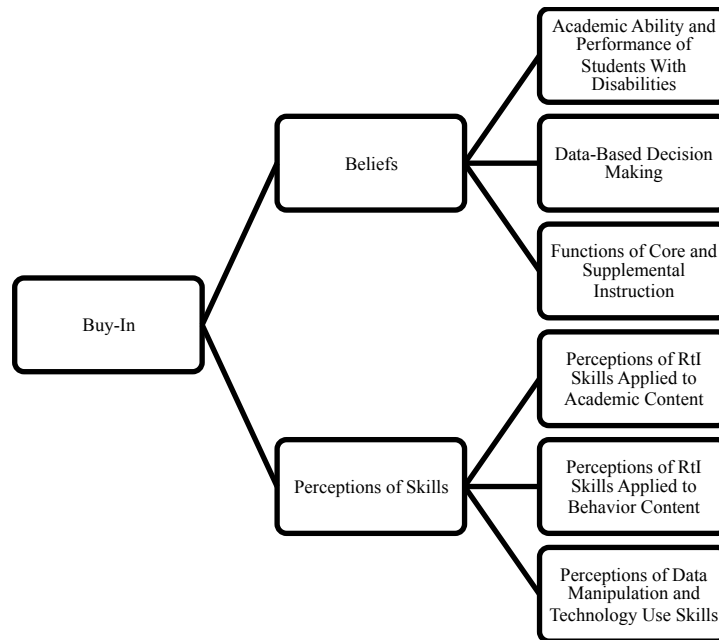 Academic Ability and
Performance of
Students With
Disabilities
Beliefs
Data-Based Decision
Making
Functions of Core and
Supplemental
Instruction
Buy-In
Perceptions of RtI
Skills Applied to
Academic Content
Perceptions of Skills
Perceptions of RtI
Skills Applied to
Behavior Content
Perceptions of Data
Manipulation and
Technology Use Skills